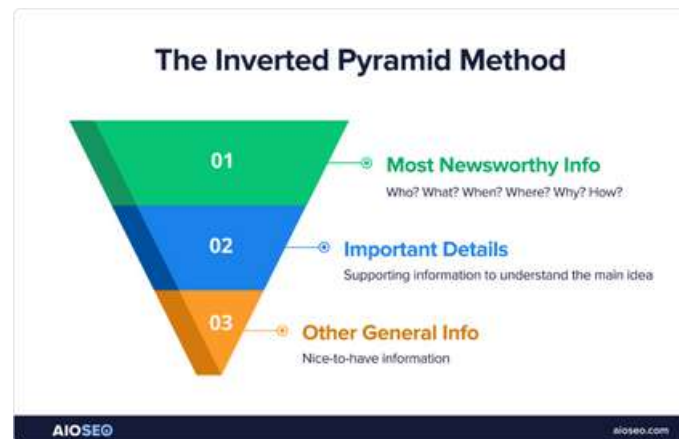 The Inverted Pyramid Method
01
Most Newsworthy Info
Who? What? When? Where? Why? How?
02
Important Details
Supporting information to understand the main idea
03
Other General Info
Nice-to-have information
AIOSEO
aioseo.com